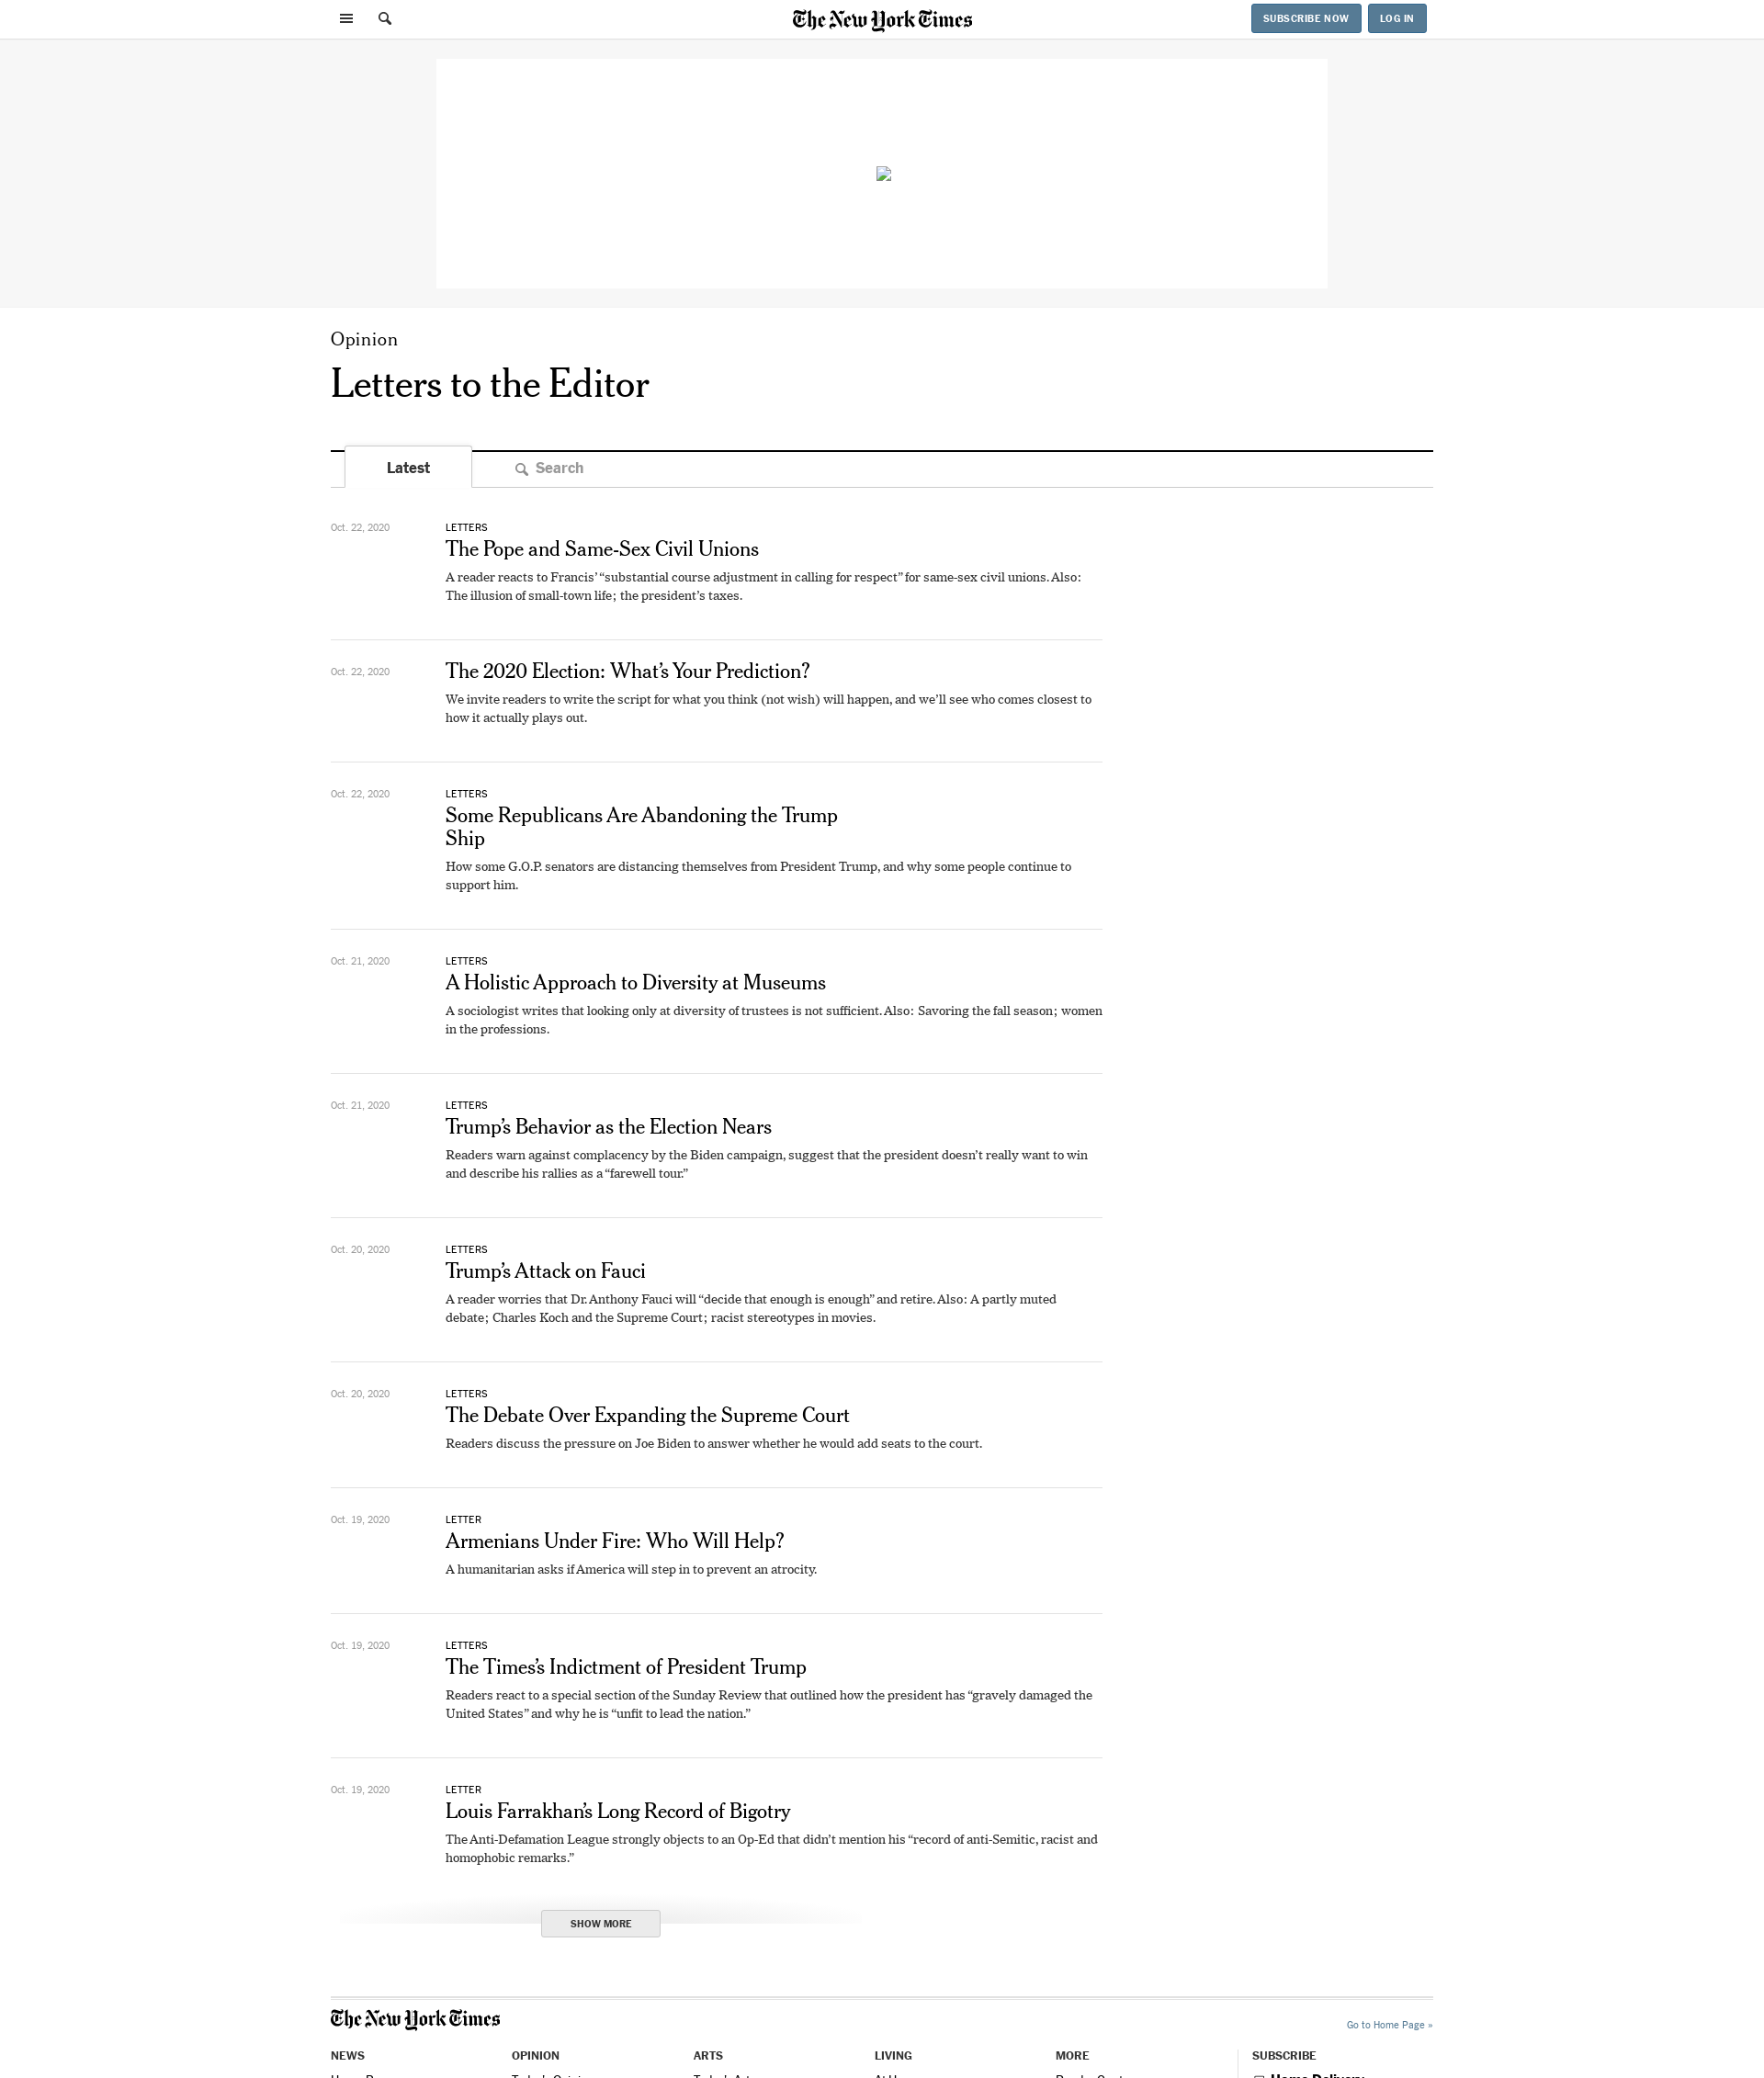 The New York Times
SUBSCRIBE NOW
LOG IN
Opinion
Letters to the Editor
Latest
Search
Oct. 22, 2020
LETTERS
The Pope and Same-Sex Civil Unions
A reader reacts to Francis’ “substantial course adjustment in calling for respect” for same-sex civil unions. Also:
The illusion of small-town life; the president’s taxes.
Oct. 22, 2020
The 2020 Election: What’s Your Prediction?
We invite readers to write the script for what you think (not wish) will happen, and we’ll see who comes closest to
how it actually plays out.
Oct. 22, 2020
LETTERS
Some Republicans Are Abandoning the Trump
Ship
How some G.O.P. senators are distancing themselves from President Trump, and why some people continue to
support him.
Oct. 21, 2020
LETTERS
A Holistic Approach to Diversity at Museums
A sociologist writes that looking only at diversity of trustees is not sufficient. Also: Savoring the fall season; women
in the professions.
Oct. 21, 2020
LETTERS
Trump’s Behavior as the Election Nears
Readers warn against complacency by the Biden campaign, suggest that the president doesn’t really want to win
and describe his rallies as a “farewell tour.”
Oct. 20, 2020
LETTERS
Trump’s Attack on Fauci
A reader worries that Dr. Anthony Fauci will “decide that enough is enough” and retire. Also: A partly muted
debate; Charles Koch and the Supreme Court; racist stereotypes in movies.
Oct. 20, 2020
LETTERS
The Debate Over Expanding the Supreme Court
Readers discuss the pressure on Joe Biden to answer whether he would add seats to the court.
Oct. 19, 2020
LETTER
Armenians Under Fire: Who Will Help?
A humanitarian asks if America will step in to prevent an atrocity.
Oct. 19, 2020
LETTERS
The Times’s Indictment of President Trump
Readers react to a special section of the Sunday Review that outlined how the president has “gravely damaged the
United States” and why he is “unfit to lead the nation.”
Oct. 19, 2020
LETTER
Louis Farrakhan’s Long Record of Bigotry
The Anti-Defamation League strongly objects to an Op-Ed that didn’t mention his “record of anti-Semitic, racist and
homophobic remarks.”
SHOW MORE
The New York Times
Go to Home Page »
NEWS
OPINION
ARTS
LIVING
MORE
SUBSCRIBE